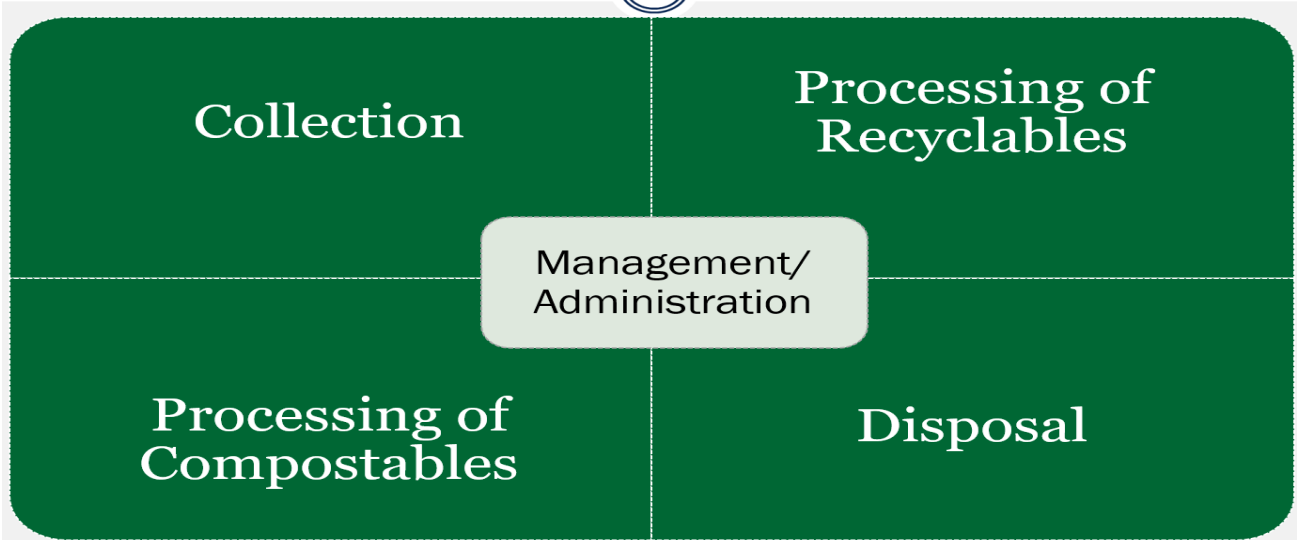 Collection
Processing of
Recyclables
Management/
Administration
Processing of
Compostables
Disposal